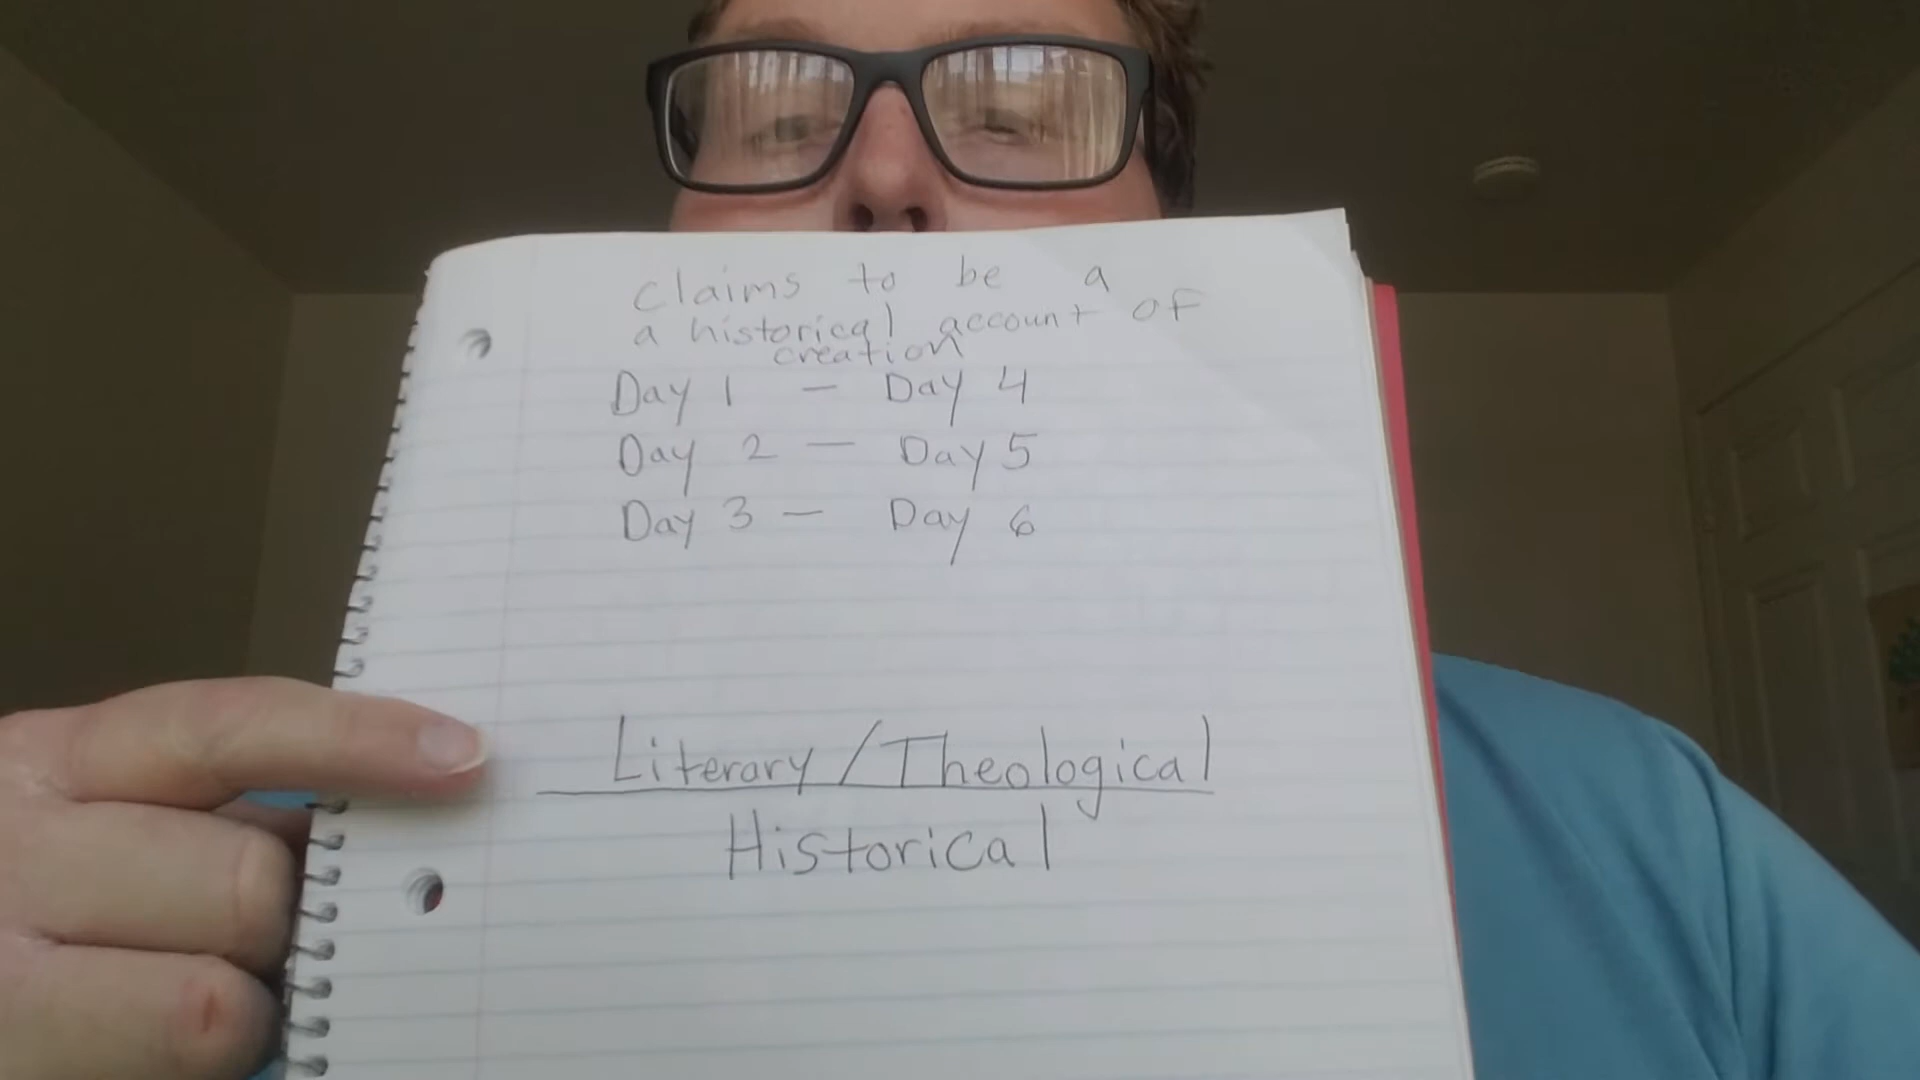 claims to be a
a historical account of
creation
Day 1 — Day 4
Day 2 — Day 5
Day 3 — Day 6
Literary/Theological
Historical